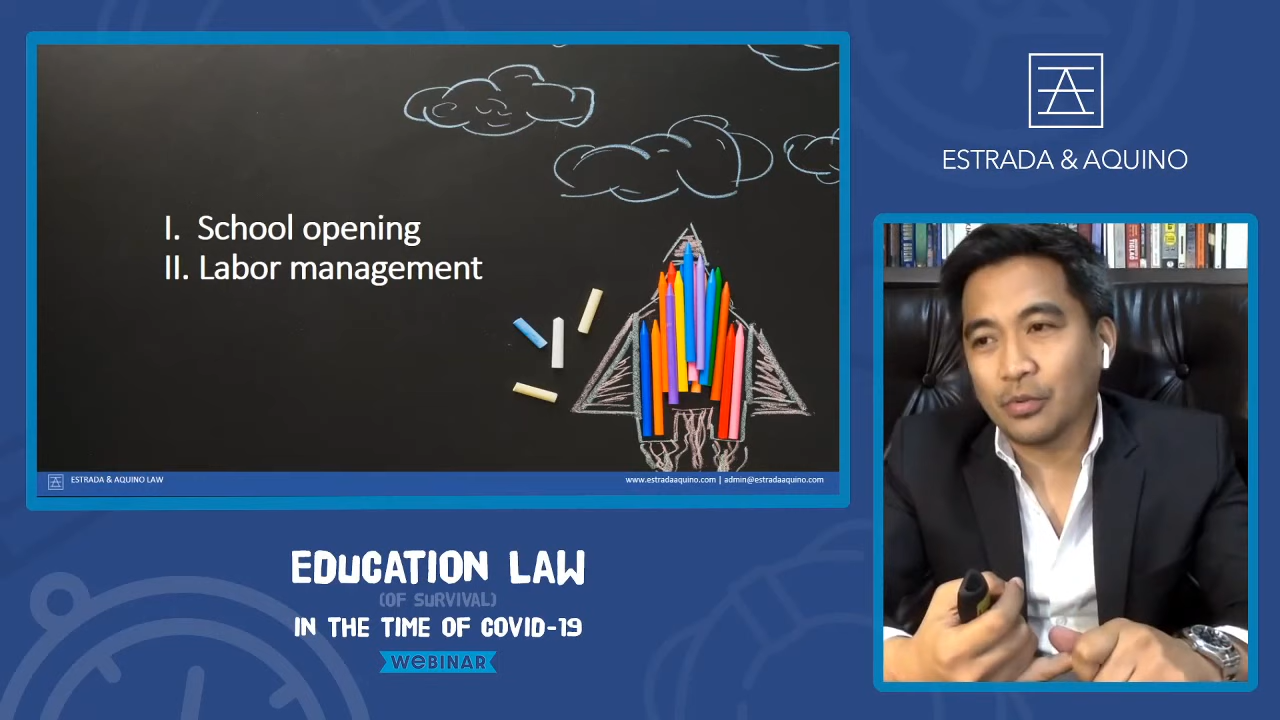 I. School opening
II. Labor management
ESTRADA & AQUINO LAW
www.estradaaquino.com | admin@estradaaquino.com
ESTRADA & AQUINO
EDUCATION LAW
(OF SURVIVAL)
IN THE TIME OF COVID-19
WEBINAR